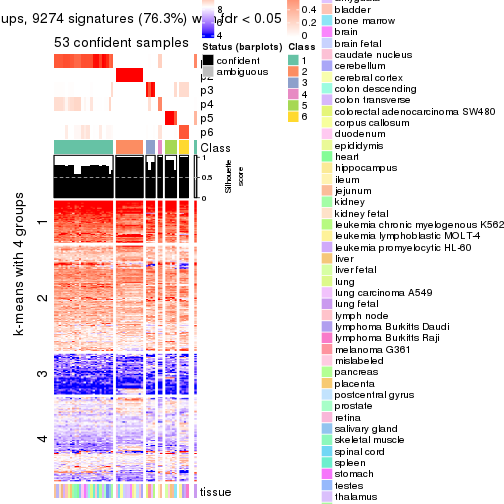 ups, 9274 signatures (76.3%) with fdr < 0.05
53 confident samples
p3
p4
p5
p6
Class
1
0.5
0
Silhouette
score
k-means with 4 groups
1
2
3
4
tissue
8
6
4
0.4
0.2
0
Status (barplots)
confident
ambiguous
Class
1
2
3
4
5
6
bladder
bone marrow
brain
brain fetal
caudate nucleus
cerebellum
cerebral cortex
colon descending
colon transverse
colorectal adenocarcinoma SW480
corpus callosum
duodenum
epididymis
heart
hippocampus
ileum
jejunum
kidney
kidney fetal
leukemia chronic myelogenous K562
leukemia lymphoblastic MOLT-4
leukemia promyelocytic HL-60
liver
liver fetal
lung
lung carcinoma A549
lung fetal
lymph node
lymphoma Burkitts Daudi
lymphoma Burkitts Raji
melanoma G361
mislabeled
pancreas
placenta
postcentral gyrus
prostate
retina
salivary gland
skeletal muscle
spinal cord
spleen
stomach
testes
thalamus